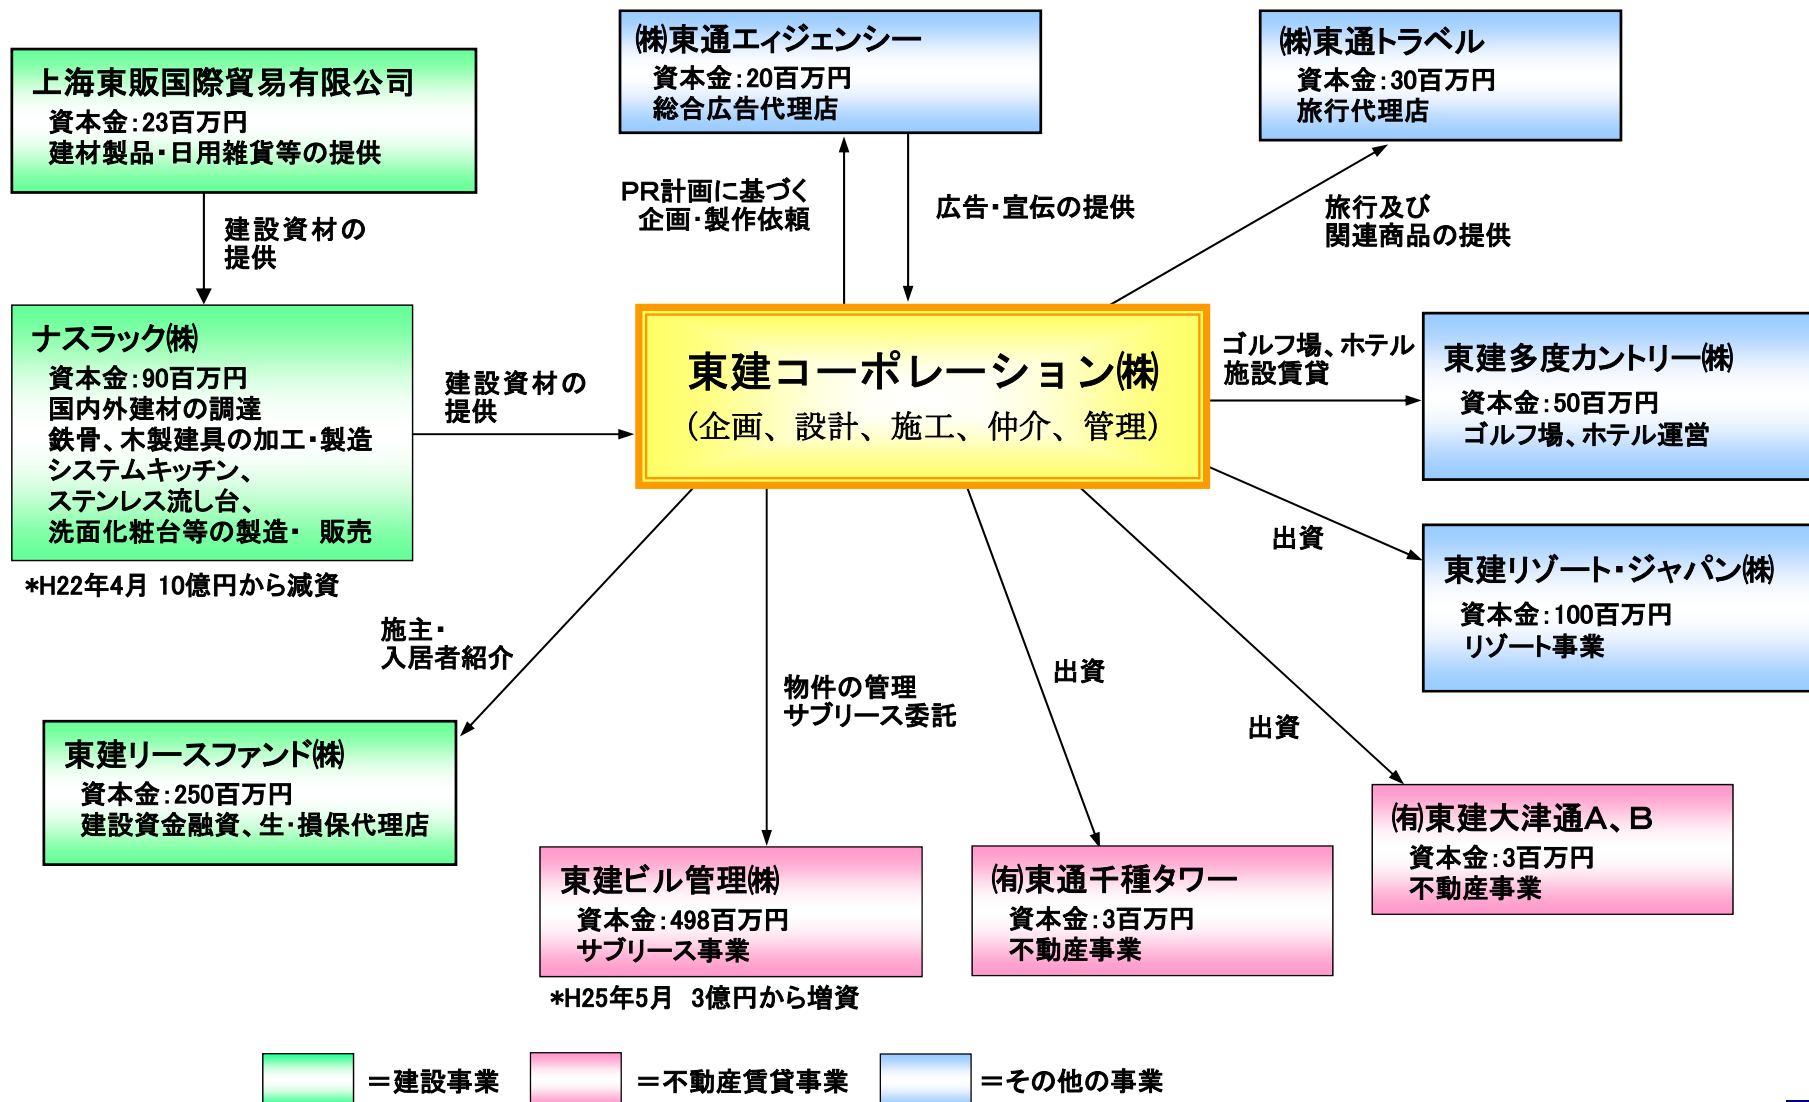 上海東販国際貿易有限公司
資本金:23百万円
建材製品・日用雑貨等の提供
㈱東通エィジェンシー
資本金:20百万円
総合広告代理店
㈱東通トラベル
資本金:30百万円
旅行代理店
建設資材の
提供
PR計画に基づく
企画・製作依頼
広告・宣伝の提供
旅行及び
関連商品の提供
ナスラック㈱
資本金:90百万円
国内外建材の調達
鉄骨、木製建具の加工・製造
システムキッチン、
ステンレス流し台、
洗面化粧台等の製造・ 販売
*H22年4月 10億円から減資
建設資材の
提供
東建コーポレーション㈱
(企画、設計、施工、仲介、管理)
ゴルフ場、ホテル
施設賃貸
東建多度カントリー㈱
資本金:50百万円
ゴルフ場、ホテル運営
出資
東建リゾート・ジャパン㈱
資本金:100百万円
リゾート事業
施主・
入居者紹介
物件の管理
サブリース委託
出資
出資
東建リースファンド㈱
資本金:250百万円
建設資金融資、生・損保代理店
東建ビル管理㈱
資本金:498百万円
サブリース事業
*H25年5月 3億円から増資
㈲東通千種タワー
資本金:3百万円
不動産事業
㈲東建大津通A、B
資本金:3百万円
不動産事業
=建設事業
=不動産賃貸事業
=その他の事業